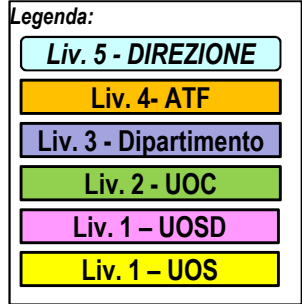 Legenda:
Liv. 5 - DIREZIONE
Liv. 4- ATF
Liv. 3 - Dipartimento
Liv. 2 - UOC
Liv. 1 – UOSD
Liv. 1 – UOS